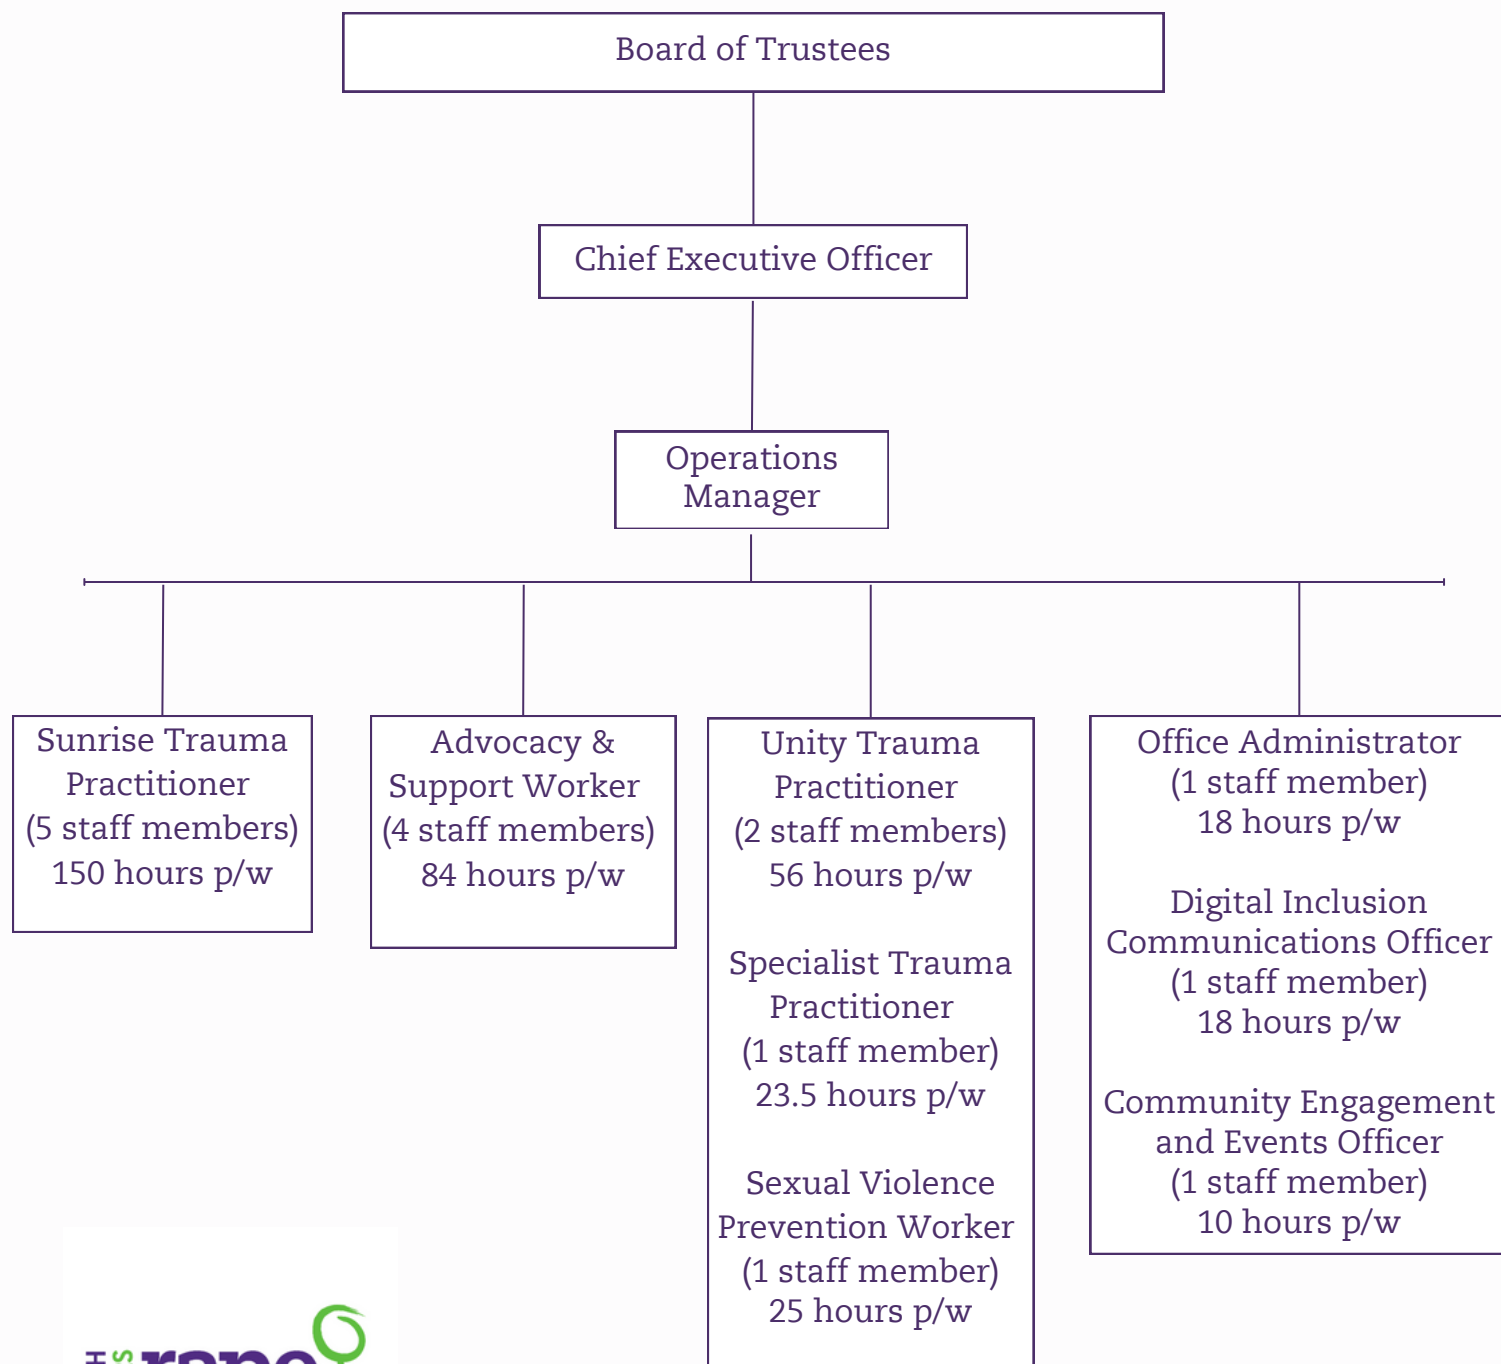 Board of Trustees
Chief Executive Officer
Operations
Manager
Sunrise Trauma
Practitioner
(5 staff members)
150 hours p/w
Advocacy &
Support Worker
(4 staff members)
84 hours p/w
Unity Trauma
Practitioner
(2 staff members)
56 hours p/w
Specialist Trauma
Practitioner
(1 staff member)
23.5 hours p/w
Sexual Violence
Prevention Worker
(1 staff member)
25 hours p/w
Office Administrator
(1 staff member)
18 hours p/w
Digital Inclusion
Communications Officer
(1 staff member)
18 hours p/w
Community Engagement
and Events Officer
(1 staff member)
10 hours p/w
rape